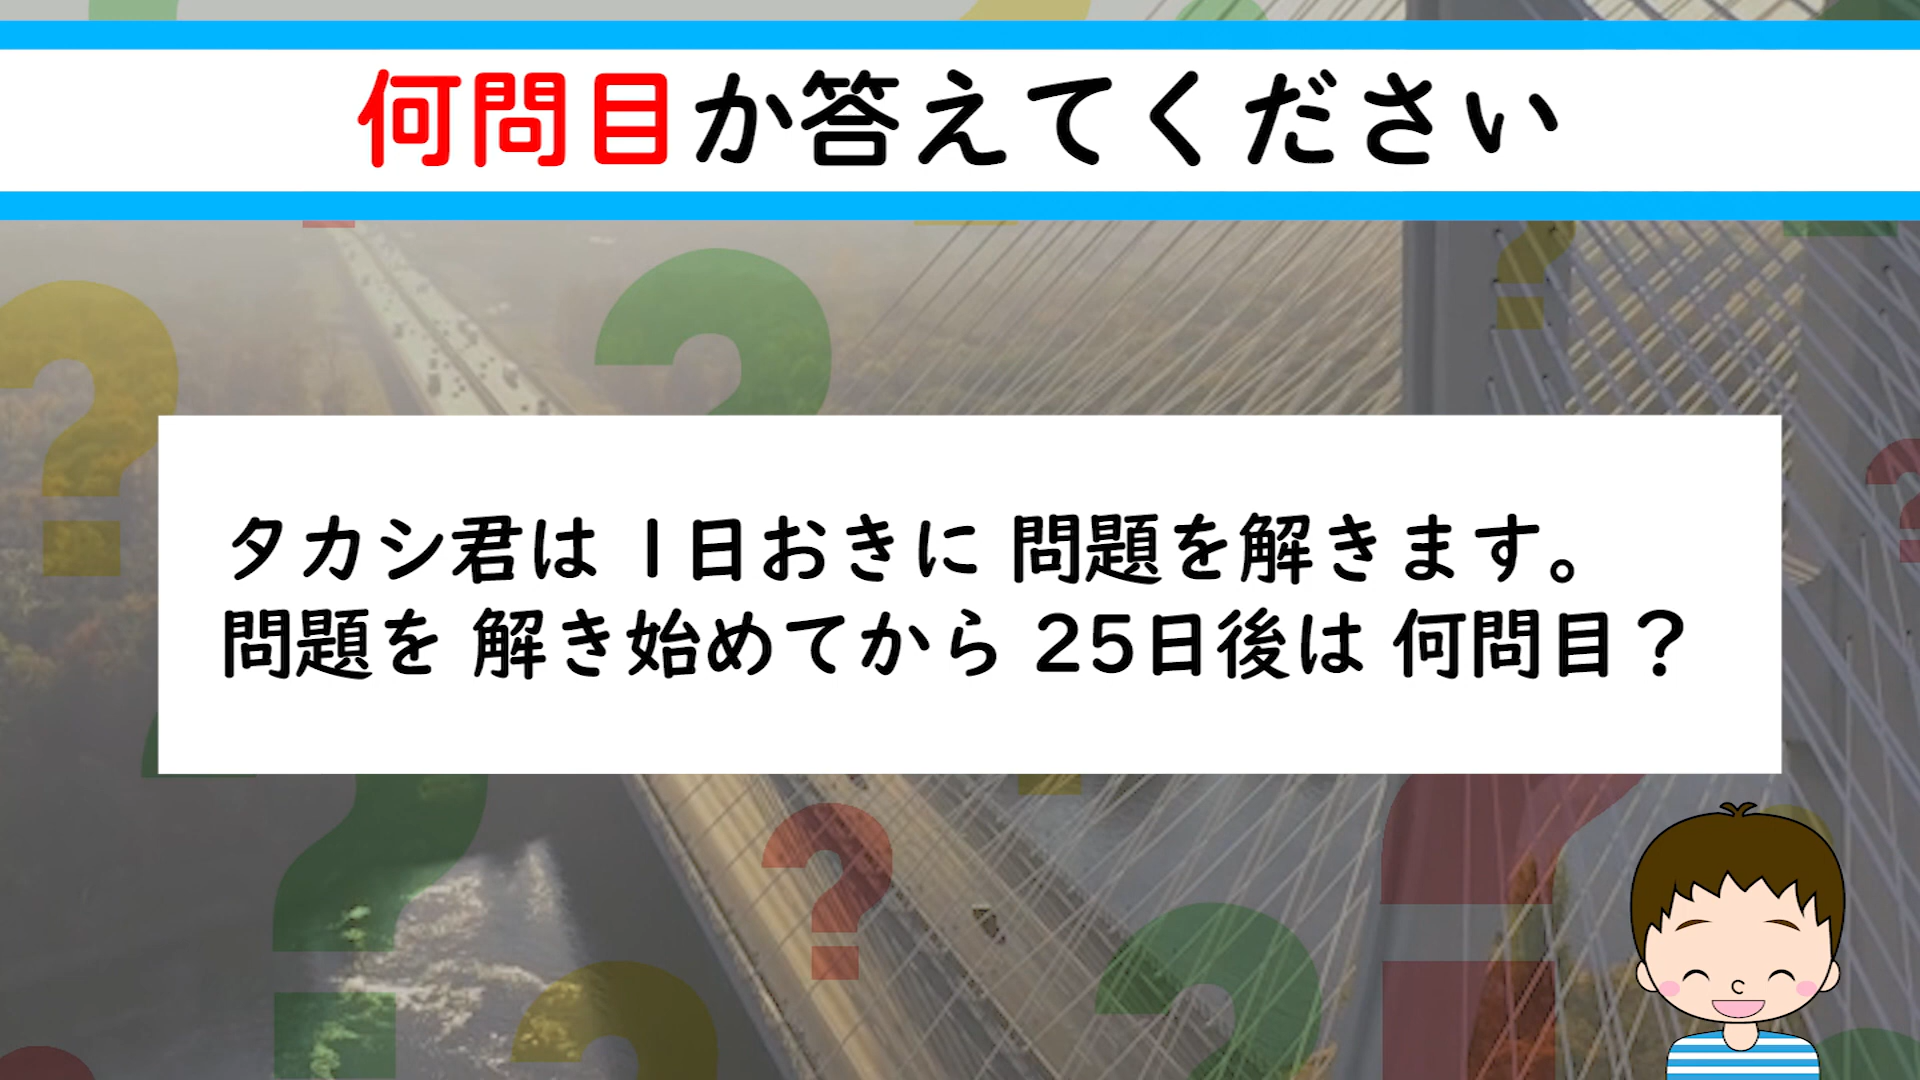 何問目か答えてください
タカシ君は 1日おきに 問題を解きます。
問題を 解き始めてから 25日後は 何問目？